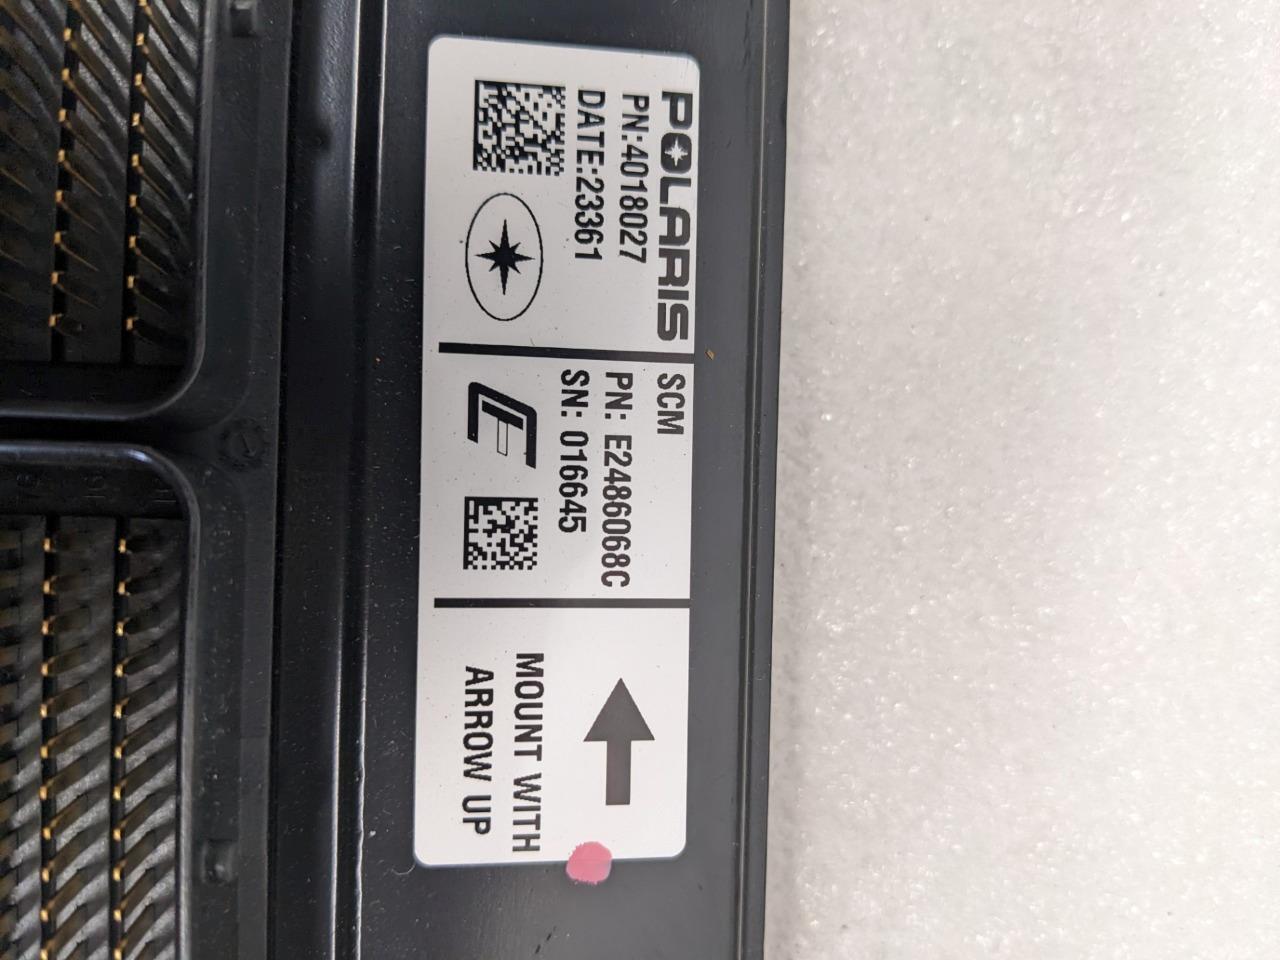 POLARIS
PN:4018027
DATE:23361
SCM
PN: E2486068C
SN: 016645
MOUNT WITH
ARROW UP